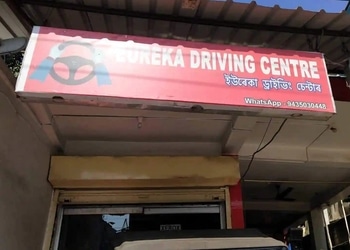 EUREKA DRIVING CENTRE
ইউৰেকা ড্ৰাইভিং চেন্টাৰ
WhatsApp - 9435030448